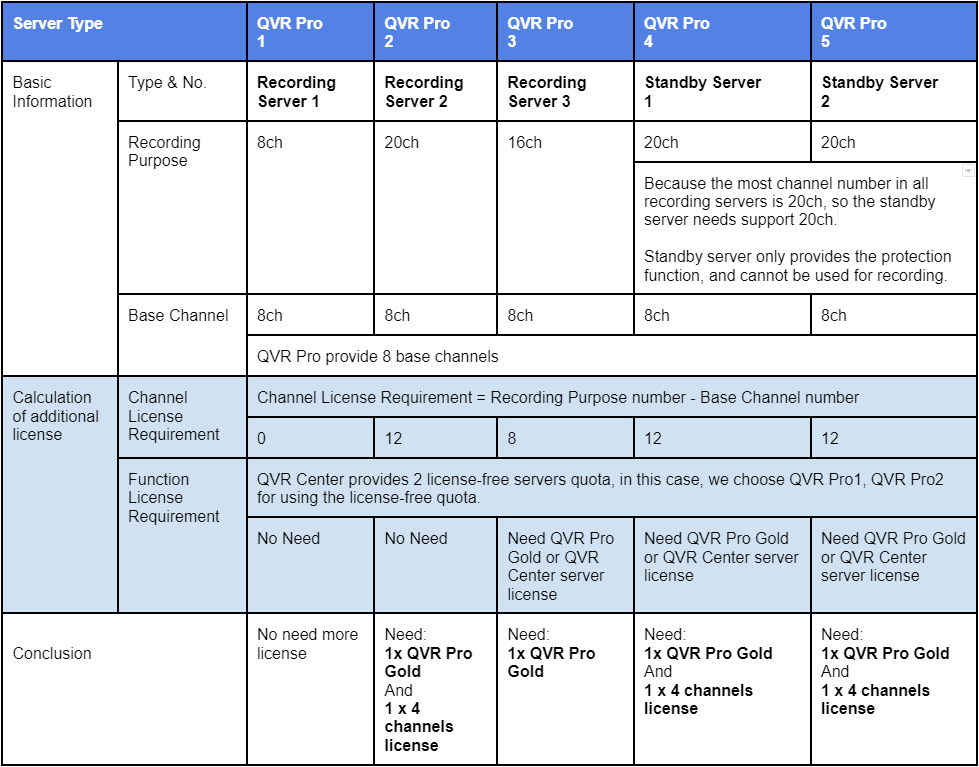 Server Type
QVR Pro
1
QVR Pro
2
QVR Pro
3
QVR Pro
4
QVR Pro
5
Basic
Information
Type & No.
Recording
Server 1
Recording
Server 2
Recording
Server 3
Standby Server
1
Standby Server
2
Recording
Purpose
8ch
20ch
16ch
20ch
20ch
Because the most channel number in all
recording servers is 20ch, so the standby
server needs support 20ch.
Standby server only provides the protection
function, and cannot be used for recording.
Base Channel
8ch
8ch
8ch
8ch
8ch
QVR Pro provide 8 base channels
Calculation
of additional
license
Channel
License
Requirement
Channel License Requirement = Recording Purpose number - Base Channel number
0
12
8
12
12
Function
License
Requirement
QVR Center provides 2 license-free servers quota, in this case, we choose QVR Pro1, QVR Pro2
for using the license-free quota.
No Need
No Need
Need QVR Pro
Gold or QVR
Center server
license
Need QVR Pro Gold
or QVR Center server
license
Need QVR Pro Gold
or QVR Center
server license
Conclusion
No need more
license
Need:
1x QVR Pro
Gold
And
1 x 4
channels
license
Need:
1x QVR Pro
Gold
Need:
1x QVR Pro Gold
And
1 x 4 channels
license
Need:
1x QVR Pro Gold
And
1 x 4 channels
license